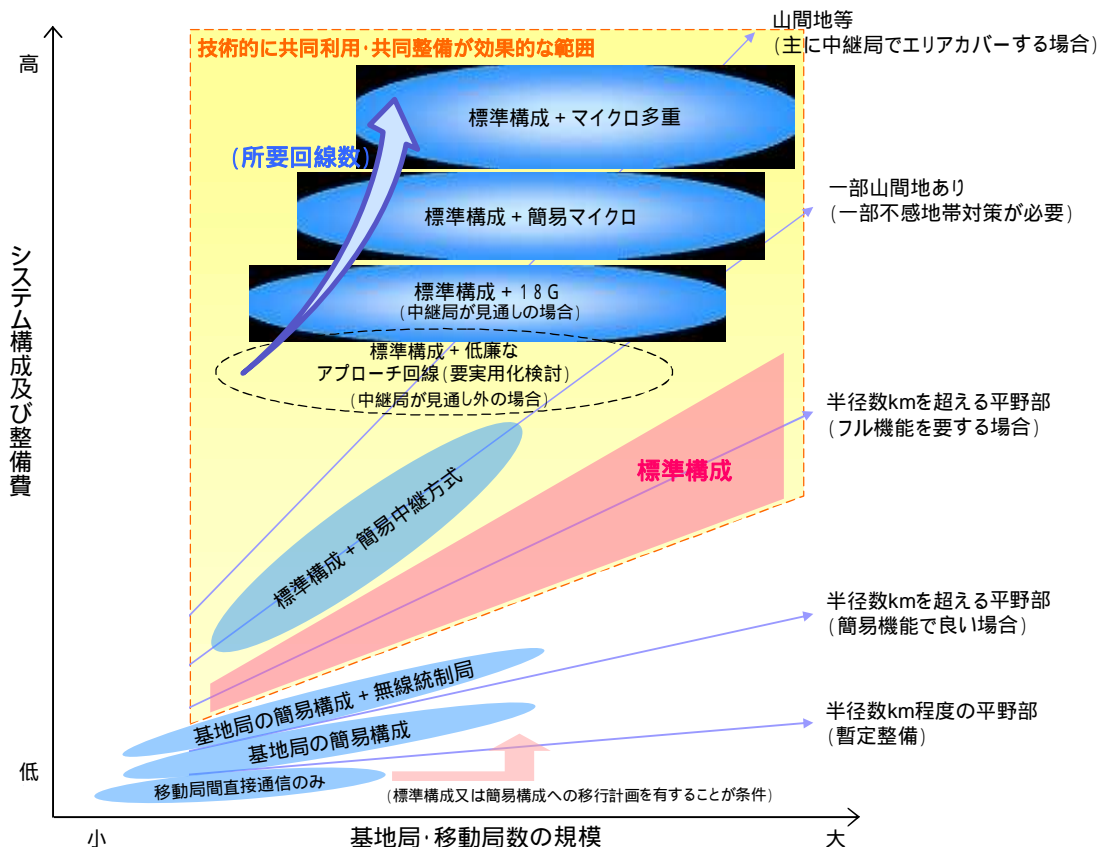 高
技術的に共同利用・共同整備が効果的な範囲
山間地等
(主に中継局でエリアカバーする場合)
標準構成 + マイクロ多重
(所要回線数)
標準構成 + 簡易マイクロ
一部山間地あり
(一部不感地帯対策が必要)
標準構成 + 18G
(中継局が見通しの場合)
標準構成 + 低廉な
アプローチ回線(要実用化検討)
(中継局が見通し外の場合)
システム構成及び整備費
半径数kmを超える平野部
(フル機能を要する場合)
標準構成
標準構成 + 簡易中継方式
半径数kmを超える平野部
(簡易機能で良い場合)
基地局の簡易構成 + 無線統制局
基地局の簡易構成
半径数km程度の平野部
(暫定整備)
低
移動局間直接通信のみ
(標準構成又は簡易構成への移行計画を有することが条件)
小
基地局・移動局数の規模
大